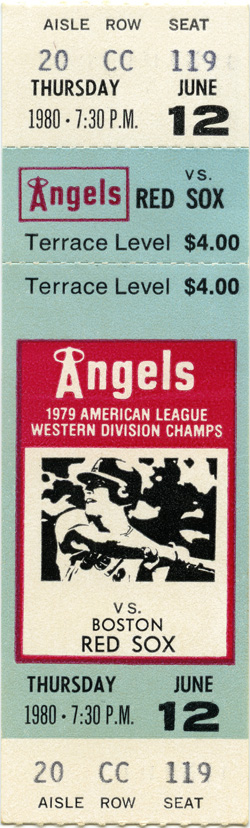 AISLE ROW SEAT
20 CC 119
THURSDAY JUNE
1980 • 7:30 P.M. 12
Angels VS. RED SOX
Terrace Level $4.00
Terrace Level $4.00
Angels
1979 AMERICAN LEAGUE
WESTERN DIVISION CHAMPS
Angels
VS.
BOSTON
RED SOX
THURSDAY JUNE
1980 • 7:30 P.M. 12
20 CC 119
AISLE ROW SEAT